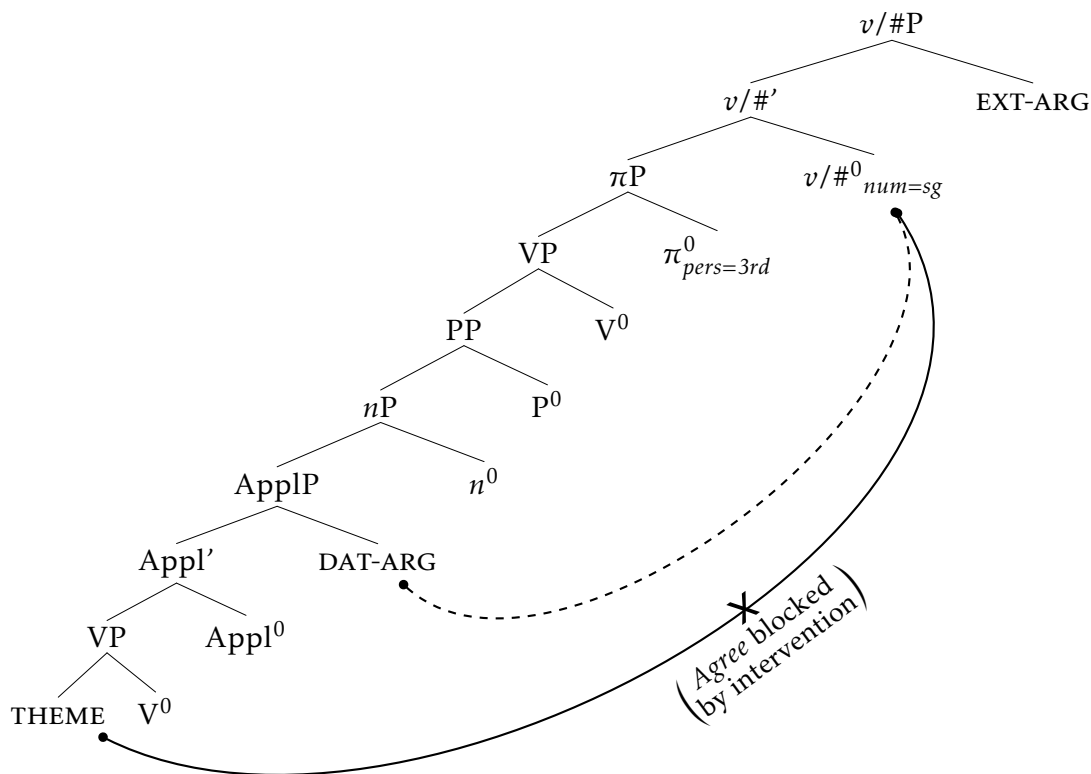 v/#P
v/#’ EXT-ARG
πP v/#⁰num=sg
VP π⁰pers=3rd
PP V⁰
nP P⁰
ApplP n⁰
Appl’ DAT-ARG
VP Appl⁰
(Agree blocked
by intervention)
THEME V⁰